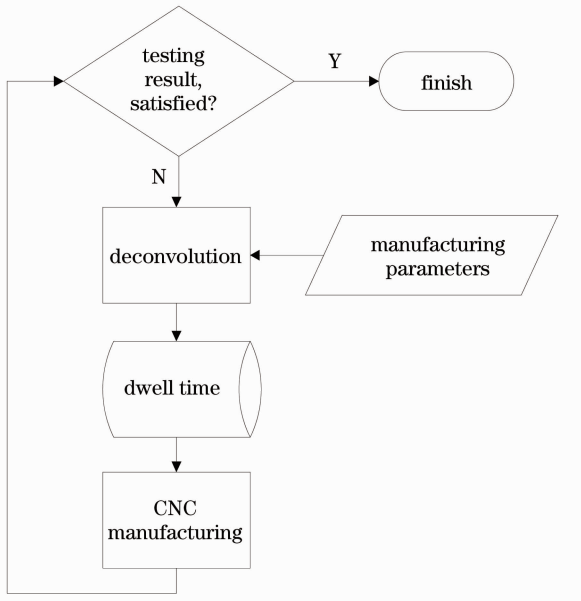 testing
result,
satisfied?
Y
finish
N
deconvolution
manufacturing
parameters
dwell time
CNC
manufacturing